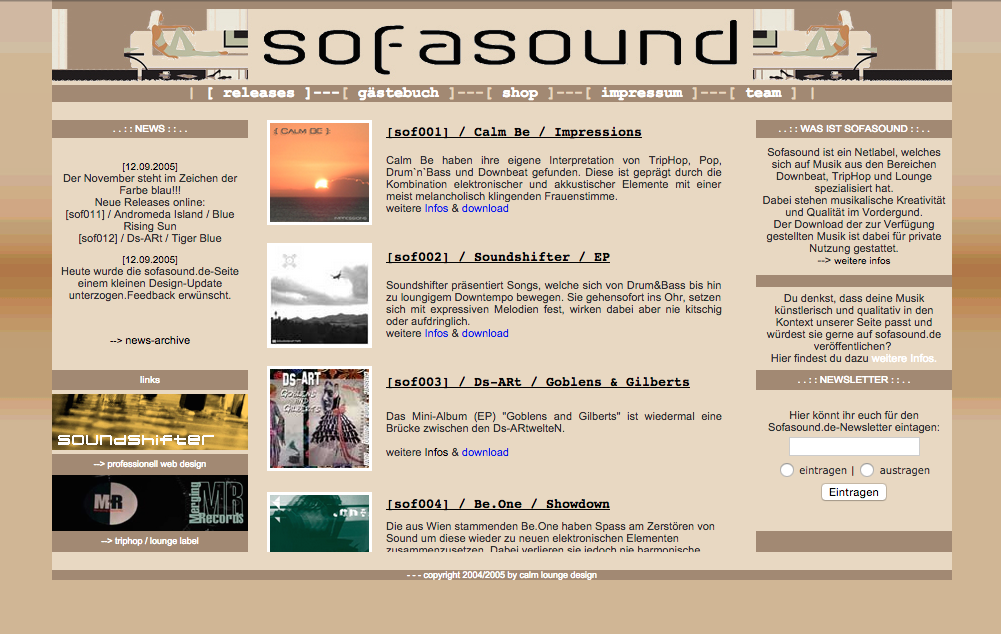 sofasound
| [ releases ]---[ gästebuch ]---[ shop ]---[ impressum ]---[ team ] |
. . : : NEWS : : . .
[12.09.2005]
Der November steht im Zeichen der
Farbe blau!!!
Neue Releases online:
[sof011] / Andromeda Island / Blue
Rising Sun
[sof012] / Ds-ARt / Tiger Blue
[12.09.2005]
Heute wurde die sofasound.de-Seite
einem kleinen Design-Update
unterzogen.Feedback erwünscht.
--> news-archive
links
soundshifter
--> professionell web design
M-R
Merging
M-R
Records
--> triphop / lounge label
[ CALM BE ]:
IMPRESSIONS
[sof001] / Calm Be / Impressions
Calm Be haben ihre eigene Interpretation von TripHop, Pop,
Drum`n`Bass und Downbeat gefunden. Diese ist geprägt durch die
Kombination elektronischer und akkustischer Elemente mit einer
meist melancholisch klingenden Frauenstimme.
weitere Infos & download
[sof002] / Soundshifter / EP
Soundshifter präsentiert Songs, welche sich von Drum&Bass bis hin
zu loungigem Downtempo bewegen. Sie gehensofort ins Ohr, setzen
sich mit expressiven Melodien fest, wirken dabei aber nie kitschig
oder aufdringlich.
weitere Infos & download
DS-ART
GOBLENS
AND
GILBERTS
[sof003] / Ds-ARt / Goblens & Gilberts
Das Mini-Album (EP) "Goblens and Gilberts" ist wiedermal eine
Brücke zwischen den Ds-ARtwelteN.
weitere Infos & download
[sof004] / Be.One / Showdown
Die aus Wien stammenden Be.One haben Spass am Zerstören von
Sound um diese wieder zu neuen elektronischen Elementen
zusammenzusetzen. Dabei verlieren sie jedoch nie harmonische
. . : : WAS IST SOFASOUND : : . .
Sofasound ist ein Netlabel, welches
sich auf Musik aus den Bereichen
Downbeat, TripHop und Lounge
spezialisiert hat.
Dabei stehen musikalische Kreativität
und Qualität im Vordergund.
Der Download der zur Verfügung
gestellten Musik ist dabei für private
Nutzung gestattet.
--> weitere infos
Du denkst, dass deine Musik
künstlerisch und qualitativ in den
Kontext unserer Seite passt und
würdest sie gerne auf sofasound.de
veröffentlichen?
Hier findest du dazu weitere Infos.
. . : : NEWSLETTER : : . .
Hier könnt ihr euch für den
Sofasound.de-Newsletter eintagen:
eintragen | austragen
Eintragen
- - - copyright 2004/2005 by calm lounge design